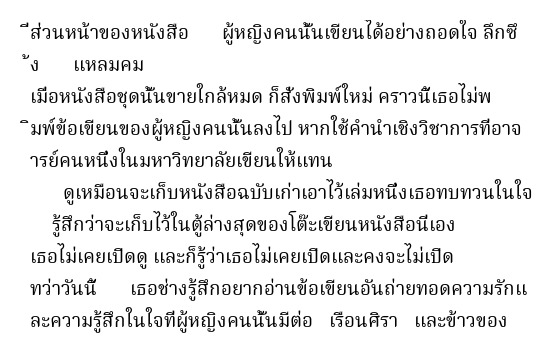 ี่ส่วนหน้าของหนังสือ ผู้หญิงคนนั้นเขียนได้อย่างถอดใจ ลึกซึ
้ง แหลมคม
เมื่อหนังสือชุดนั้นขายใกล้หมด ก็สั่งพิมพ์ใหม่ คราวนี้เธอไม่พ
ิมพ์ข้อเขียนของผู้หญิงคนนั้นลงไป หากใช้คำนำเชิงวิชาการที่อาจ
ารย์คนหนึ่งในมหาวิทยาลัยเขียนให้แทน
ดูเหมือนจะเก็บหนังสือฉบับเก่าเอาไว้เล่มหนึ่งเธอทบทวนในใจ
รู้สึกว่าจะเก็บไว้ในตู้ล่างสุดของโต๊ะเขียนหนังสือนี่เอง
เธอไม่เคยเปิดดู และก็รู้ว่าเธอไม่เคยเปิดและคงจะไม่เปิด
ทว่าวันนี้ เธอช่างรู้สึกอยากอ่านข้อเขียนอันถ่ายทอดความรักแ
ละความรู้สึกในใจที่ผู้หญิงคนนั้นมีต่อ เรือนศิรา และข้าวของ